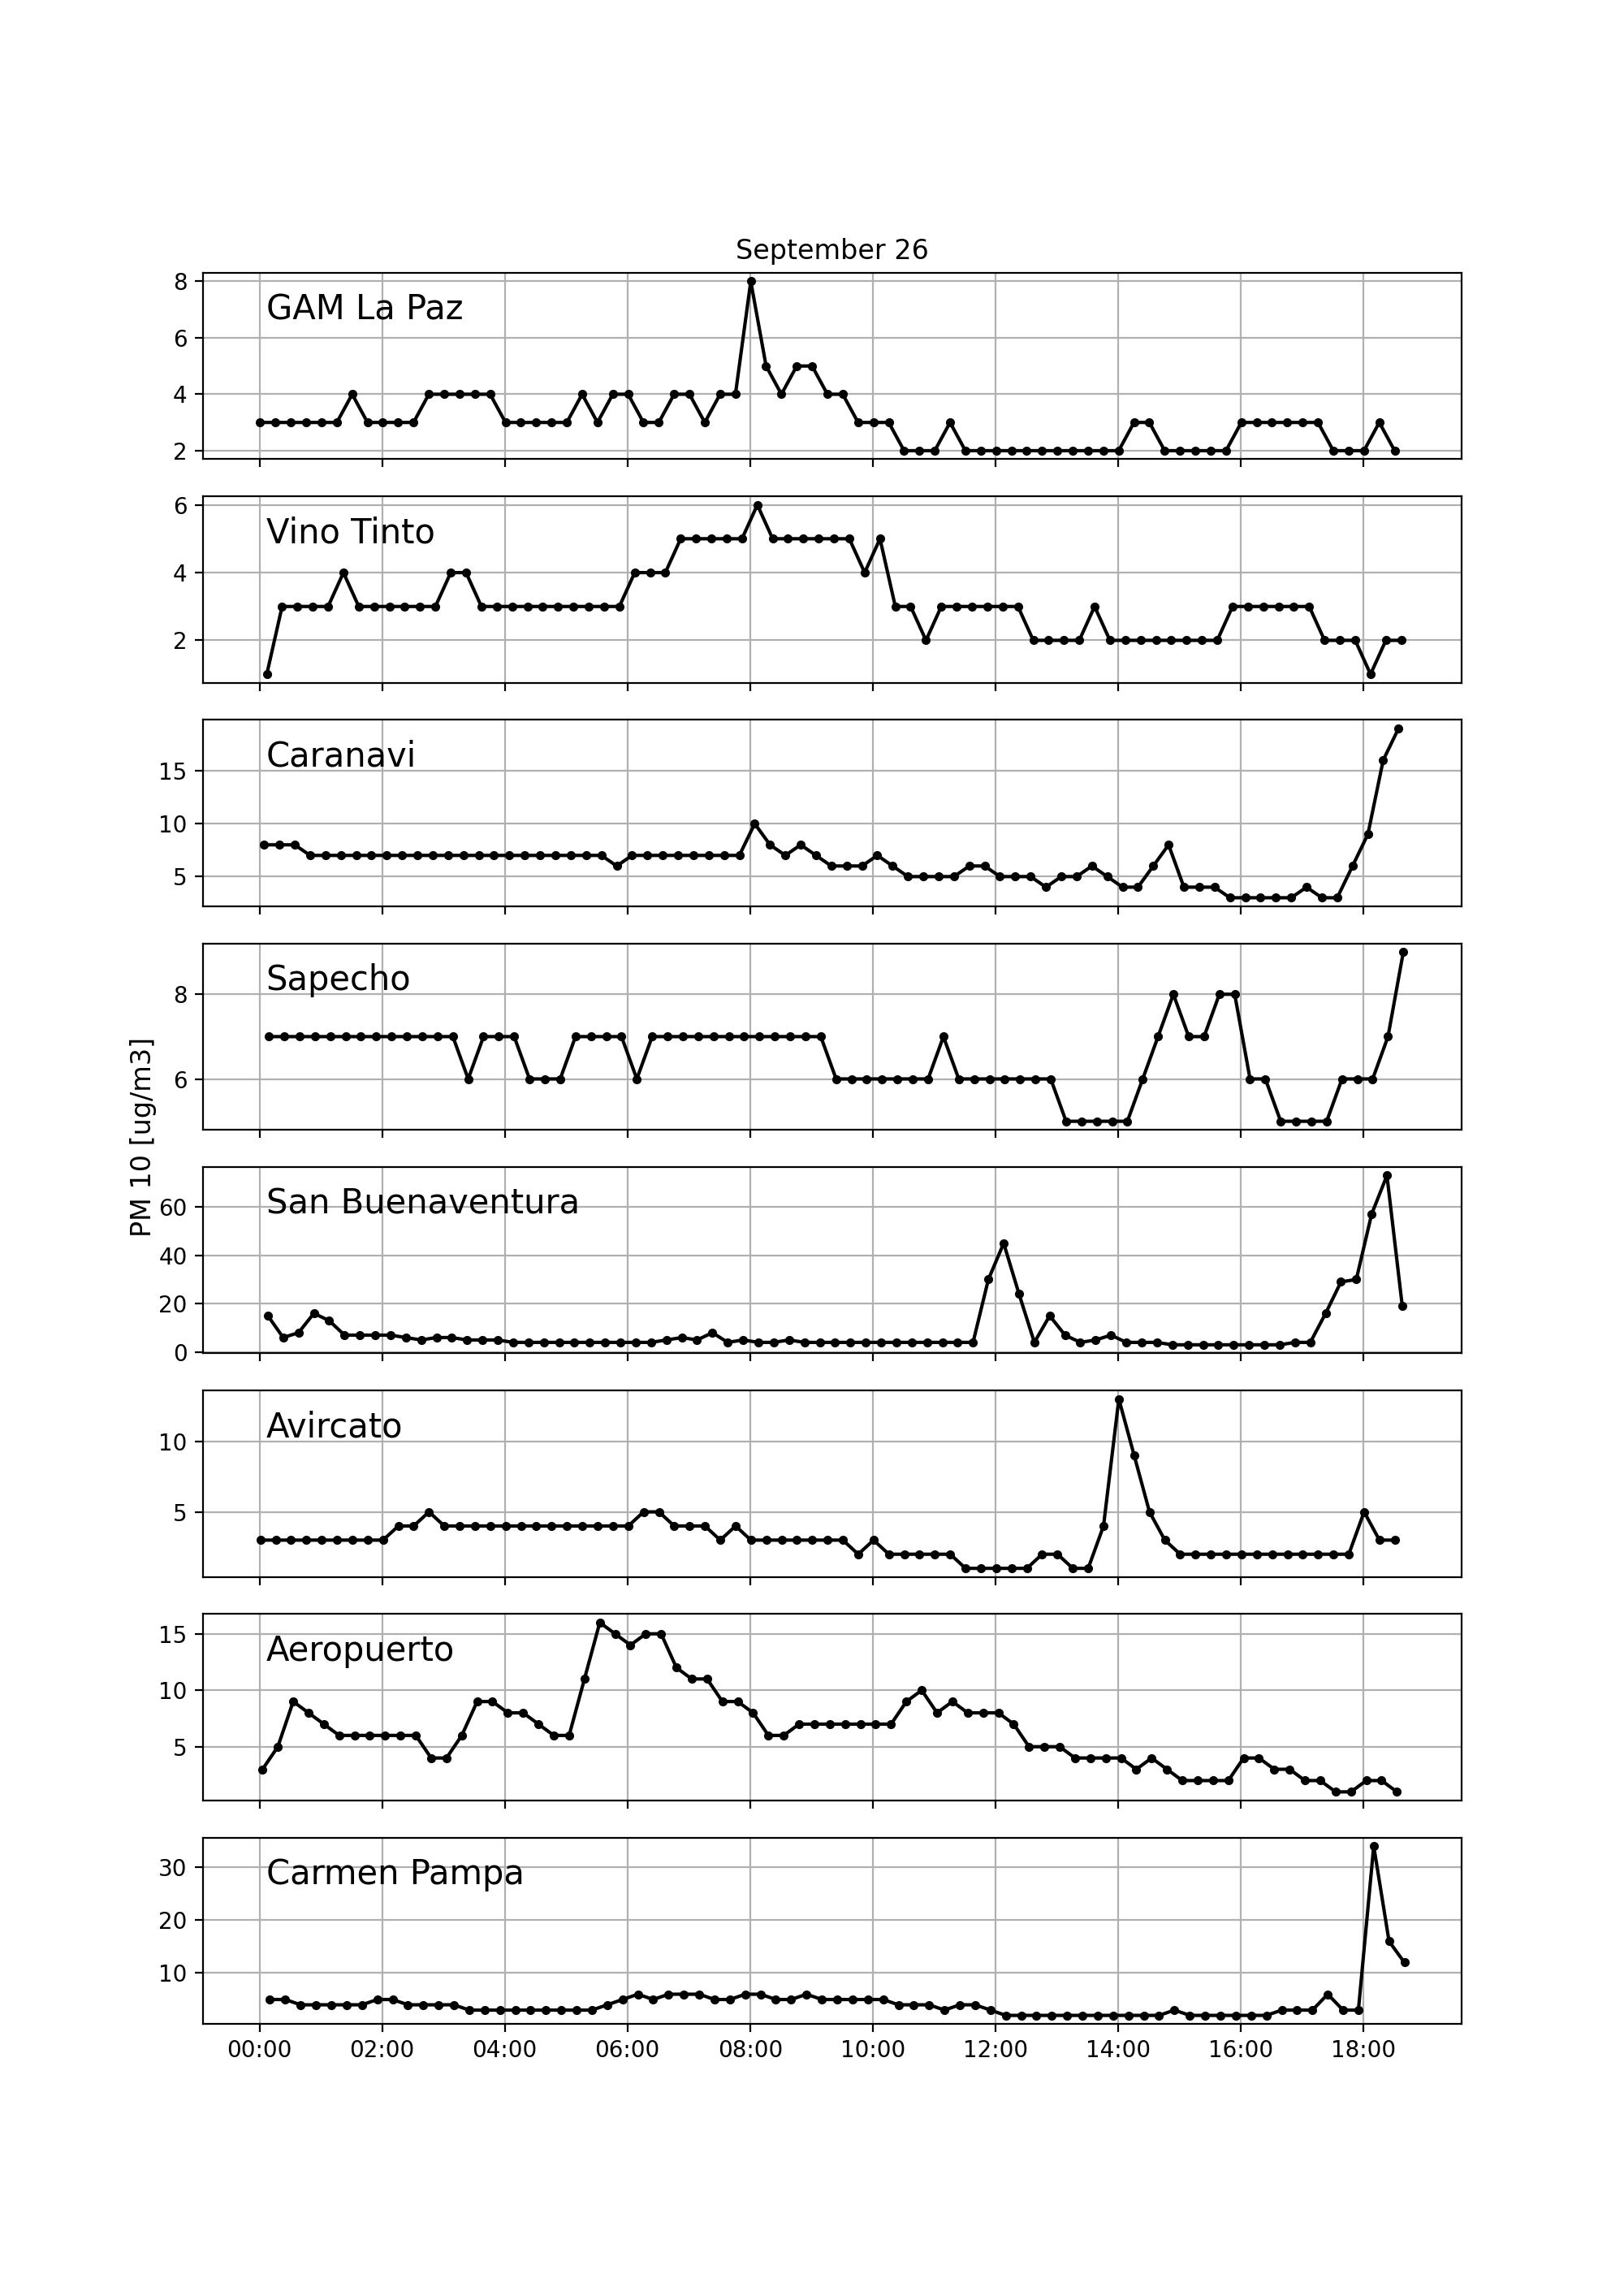 September 26
PM 10 [ug/m3]
GAM La Paz
8
6
4
2
Vino Tinto
6
4
2
Caranavi
15
10
5
Sapecho
8
6
San Buenaventura
60
40
20
0
Avircato
10
5
Aeropuerto
15
10
5
Carmen Pampa
30
20
10
00:00 02:00 04:00 06:00 08:00 10:00 12:00 14:00 16:00 18:00